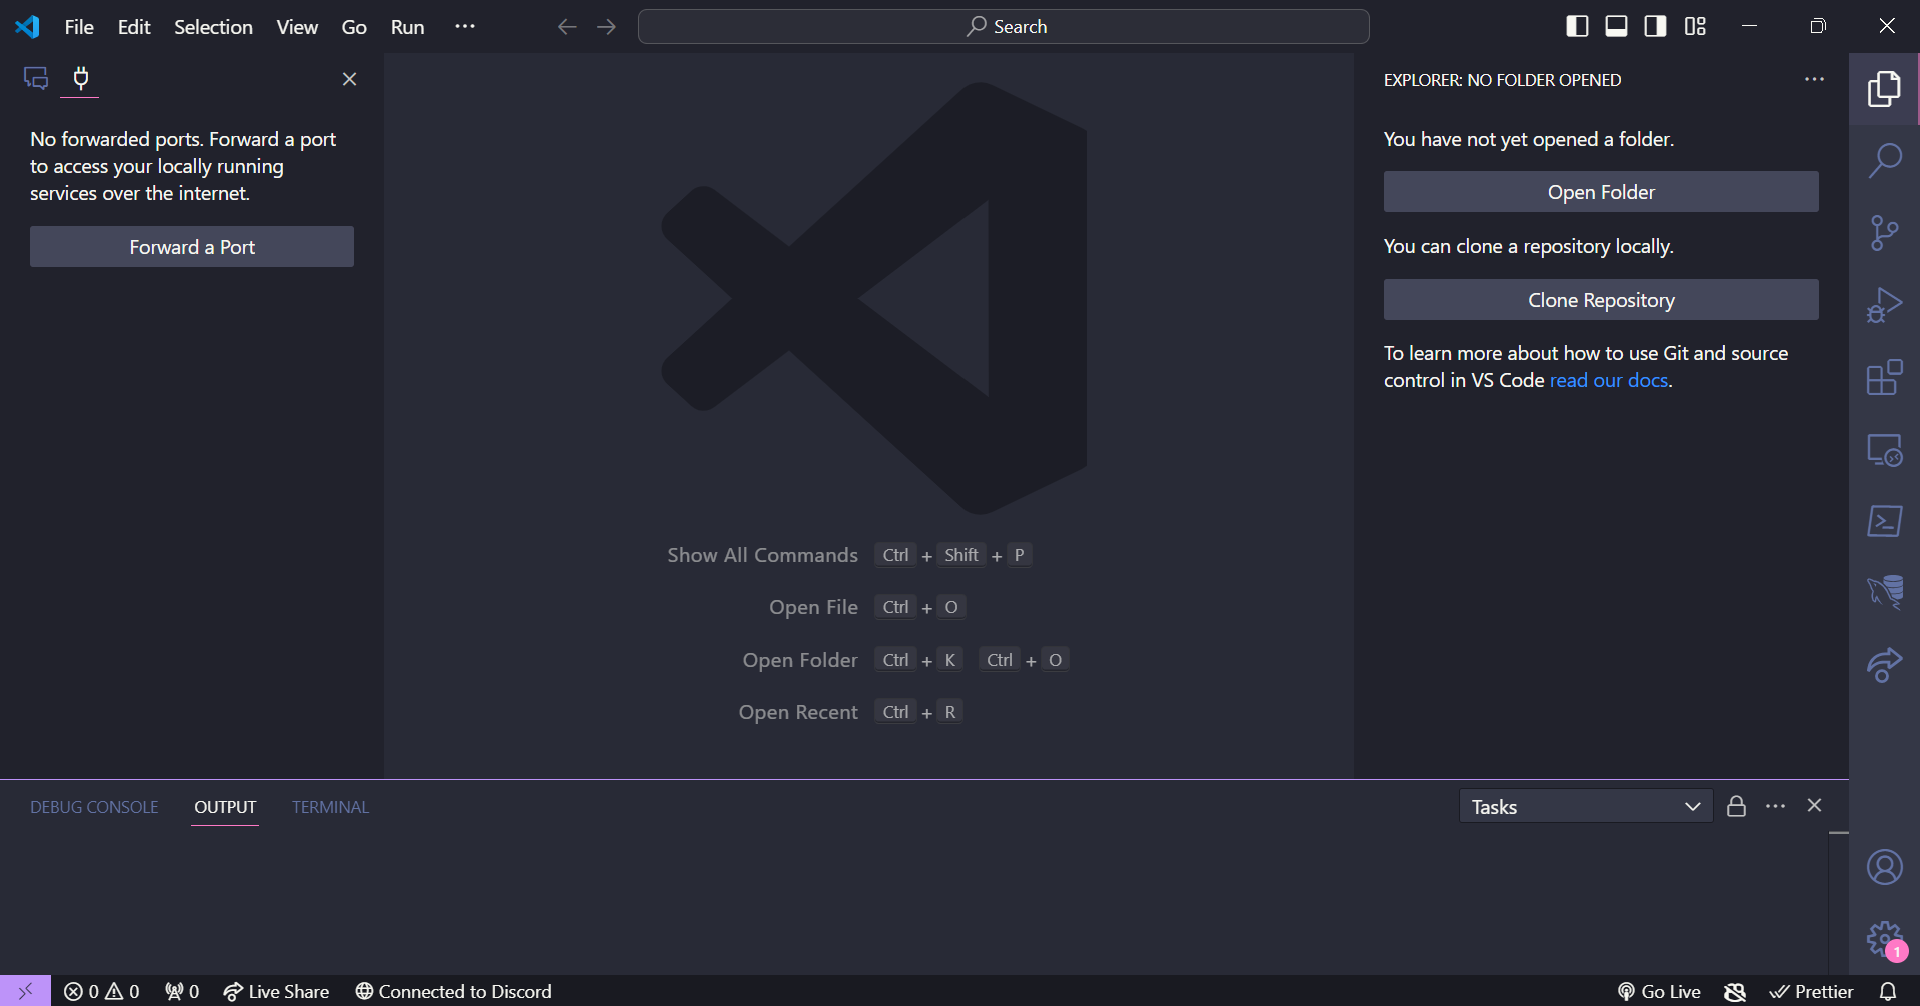 File Edit Selection View Go Run ···
Search
No forwarded ports. Forward a port
to access your locally running
services over the internet.
Forward a Port
Show All Commands Ctrl + Shift + P
Open File Ctrl + O
Open Folder Ctrl + K Ctrl + O
Open Recent Ctrl + R
EXPLORER: NO FOLDER OPENED
You have not yet opened a folder.
Open Folder
You can clone a repository locally.
Clone Repository
To learn more about how to use Git and source
control in VS Code read our docs.
DEBUG CONSOLE OUTPUT TERMINAL
Tasks
1
0 0 0 Live Share Connected to Discord
Go Live Prettier